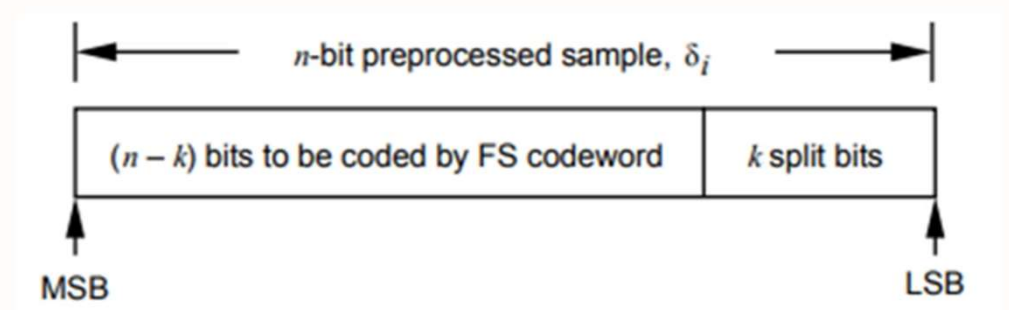 n-bit preprocessed sample, δi
(n – k) bits to be coded by FS codeword k split bits
MSB LSB